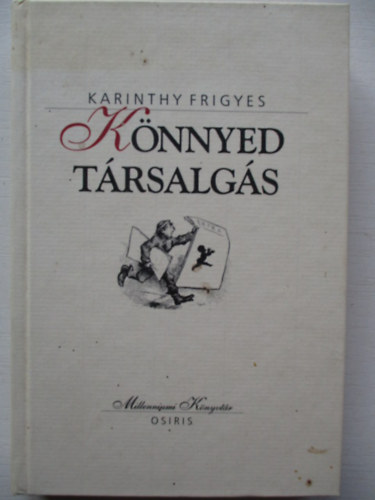 KARINTHY FRIGYES
KÖNNYED
TÁRSALGÁS
Millenniumi Könyvtár
OSIRIS